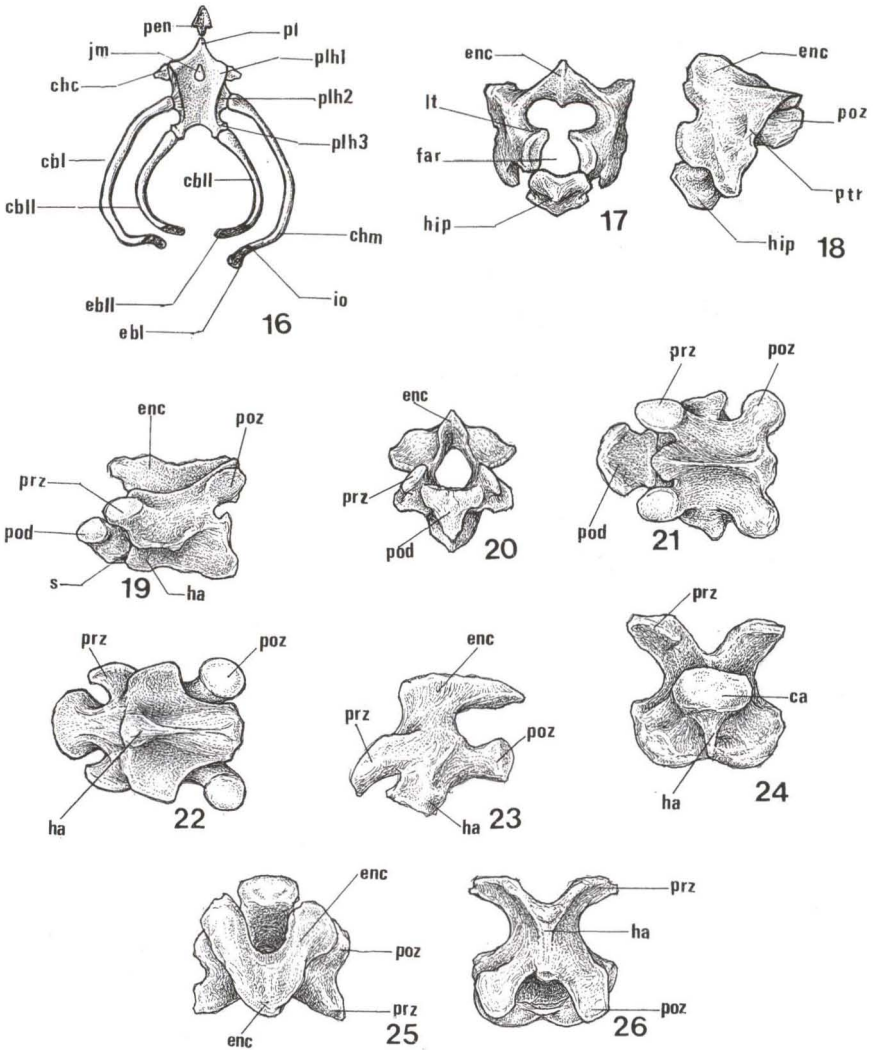 pen
pl
jm
plh1
chc
plh2
plh3
cbl
cbll
cbll
chm
ebll
io
ebl
16
enc
lt
far
hip
17
enc
poz
ptr
hip
18
enc
poz
prz
pod
s
ha
19
enc
prz
pod
20
prz
poz
pod
21
prz
poz
ha
22
enc
prz
poz
ha
23
prz
ca
ha
24
enc
poz
prz
enc
25
prz
ha
poz
26